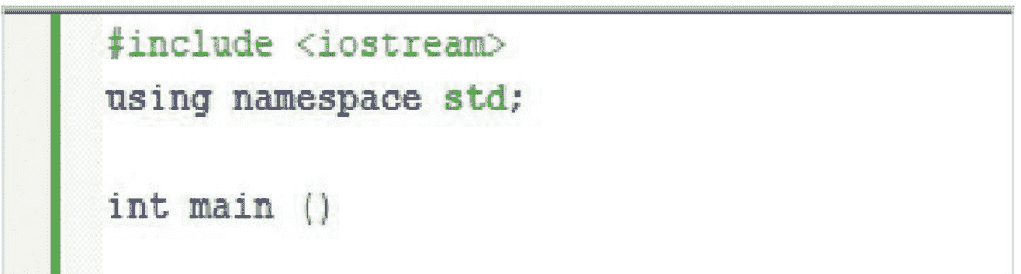 #include <iostream>
using namespace std;
int main ()